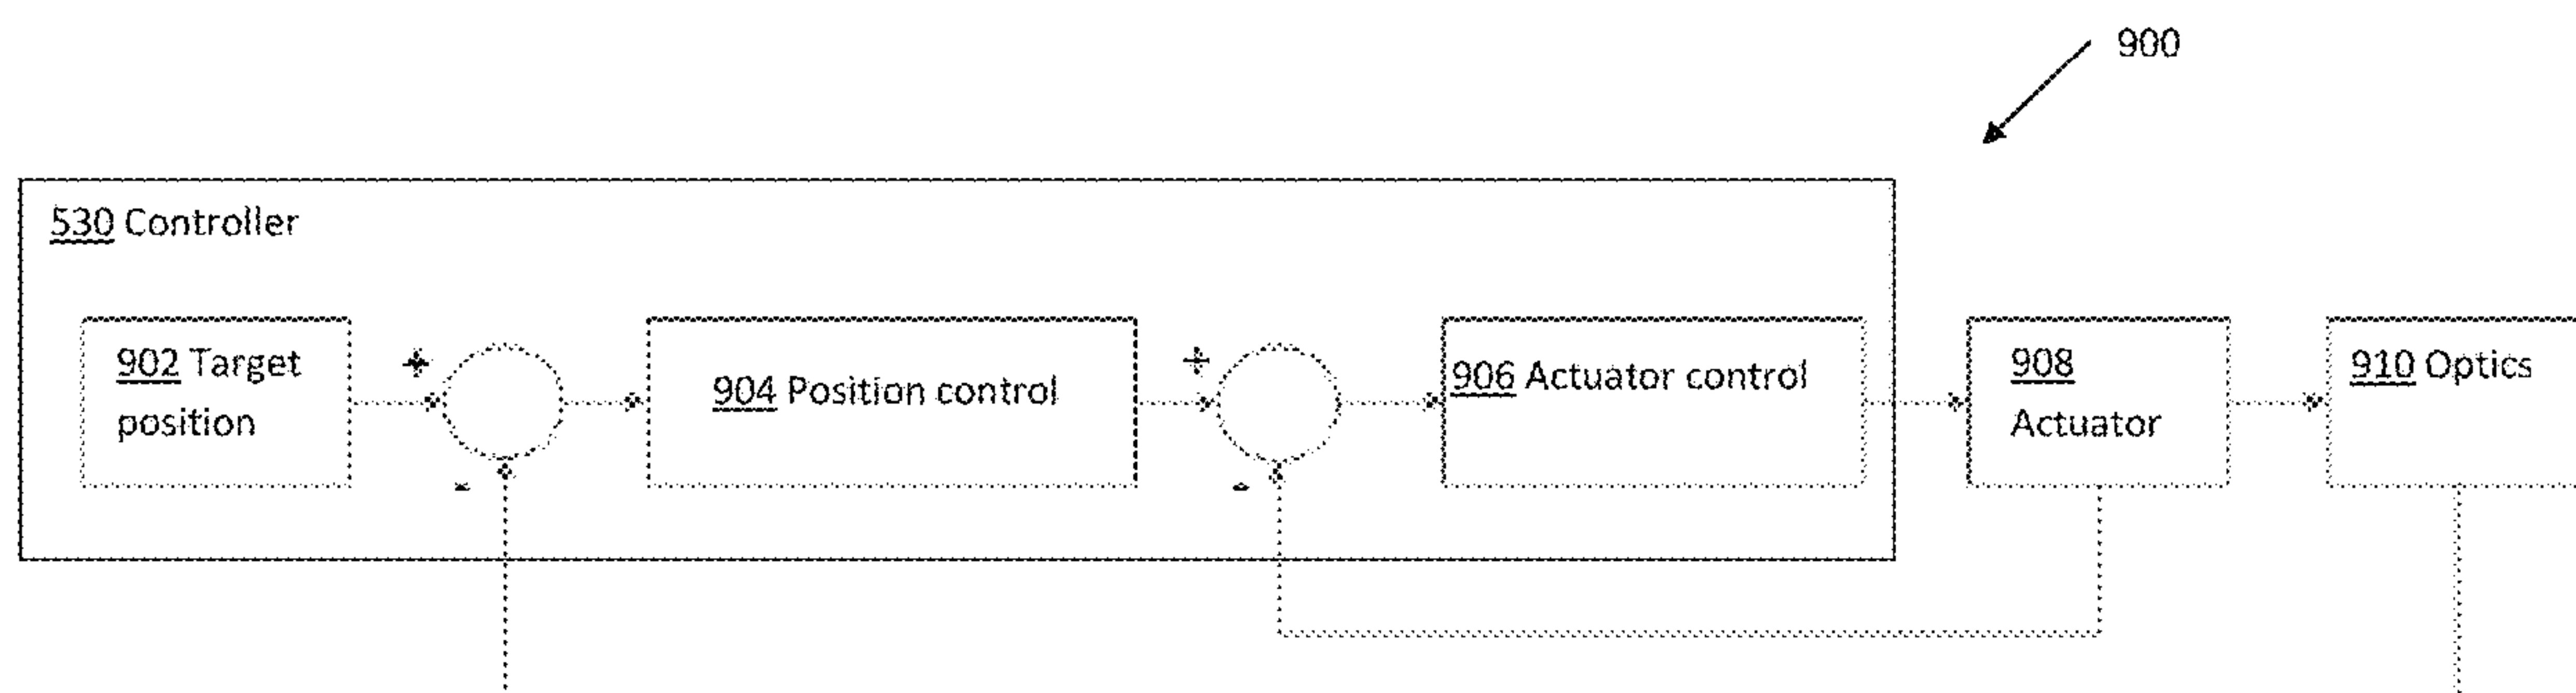 900
530 Controller
902 Target
position
+
-
904 Position control
+
-
906 Actuator control
908
Actuator
910 Optics